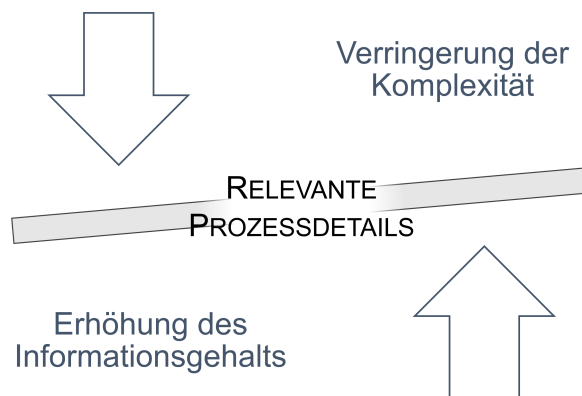 Verringerung der
Komplexität
RELEVANTE
PROZESSDETAILS
Erhöhung des
Informationsgehalts